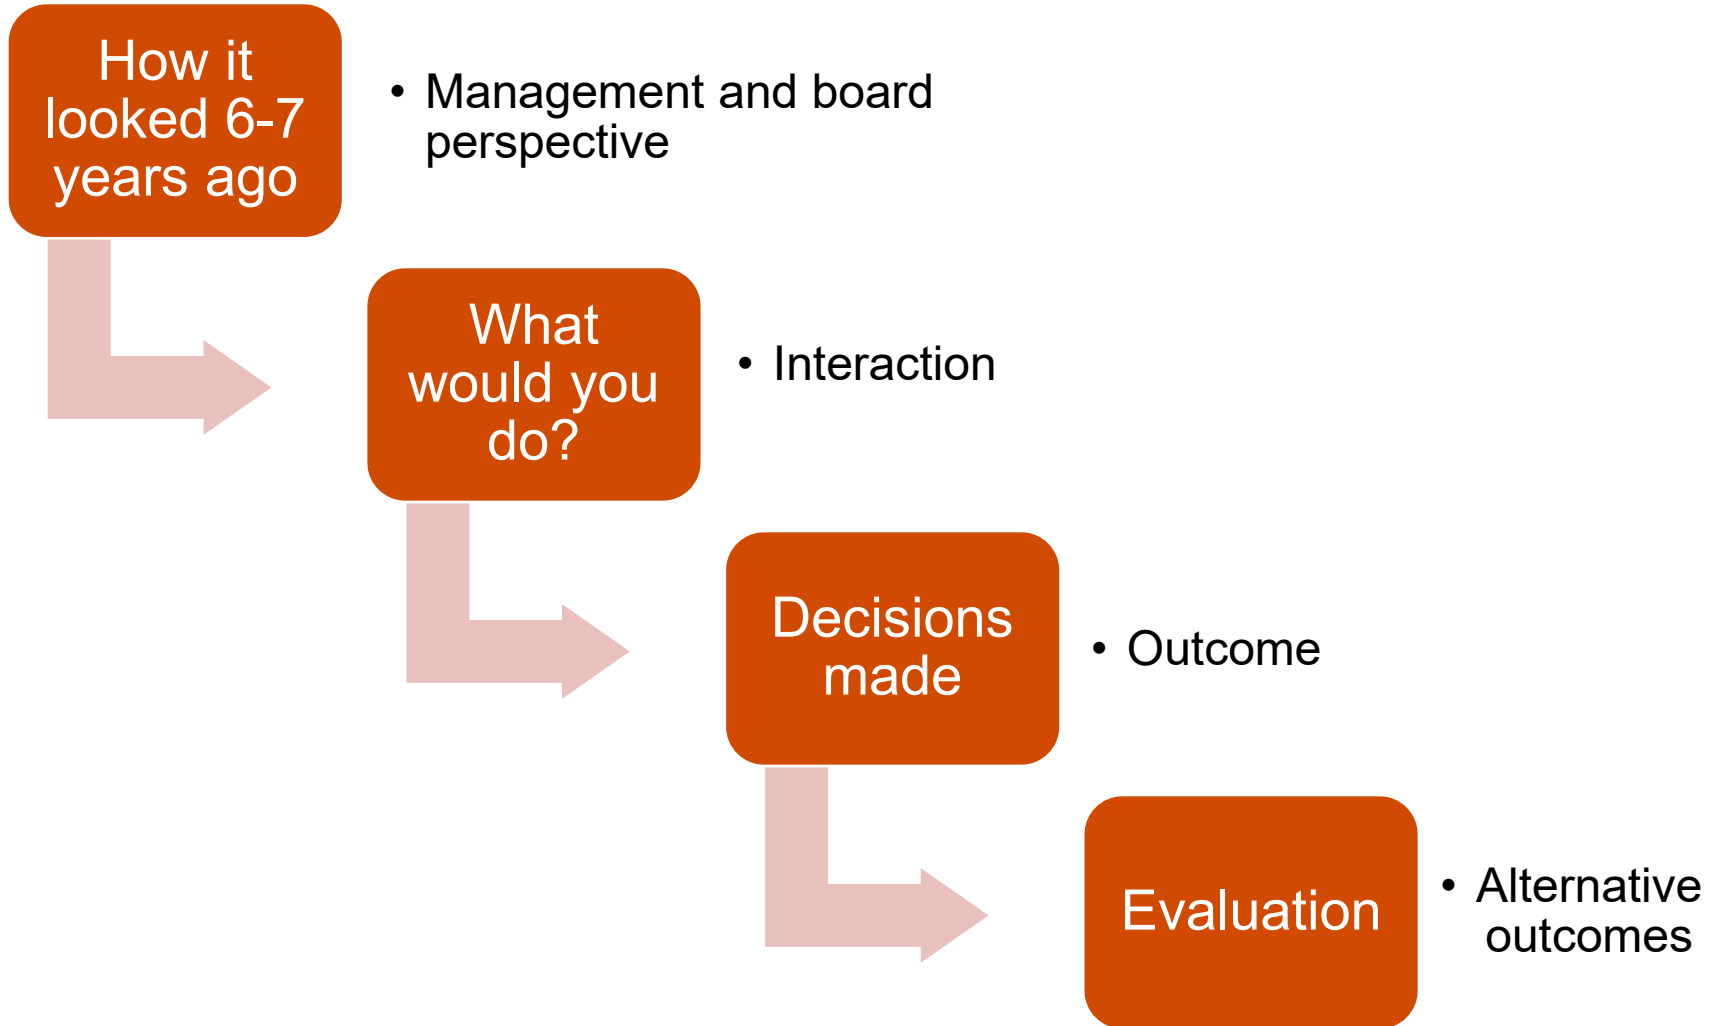 How it
looked 6-7
years ago
• Management and board
perspective
What
would you
do?
• Interaction
Decisions
made
• Outcome
Evaluation
• Alternative
outcomes